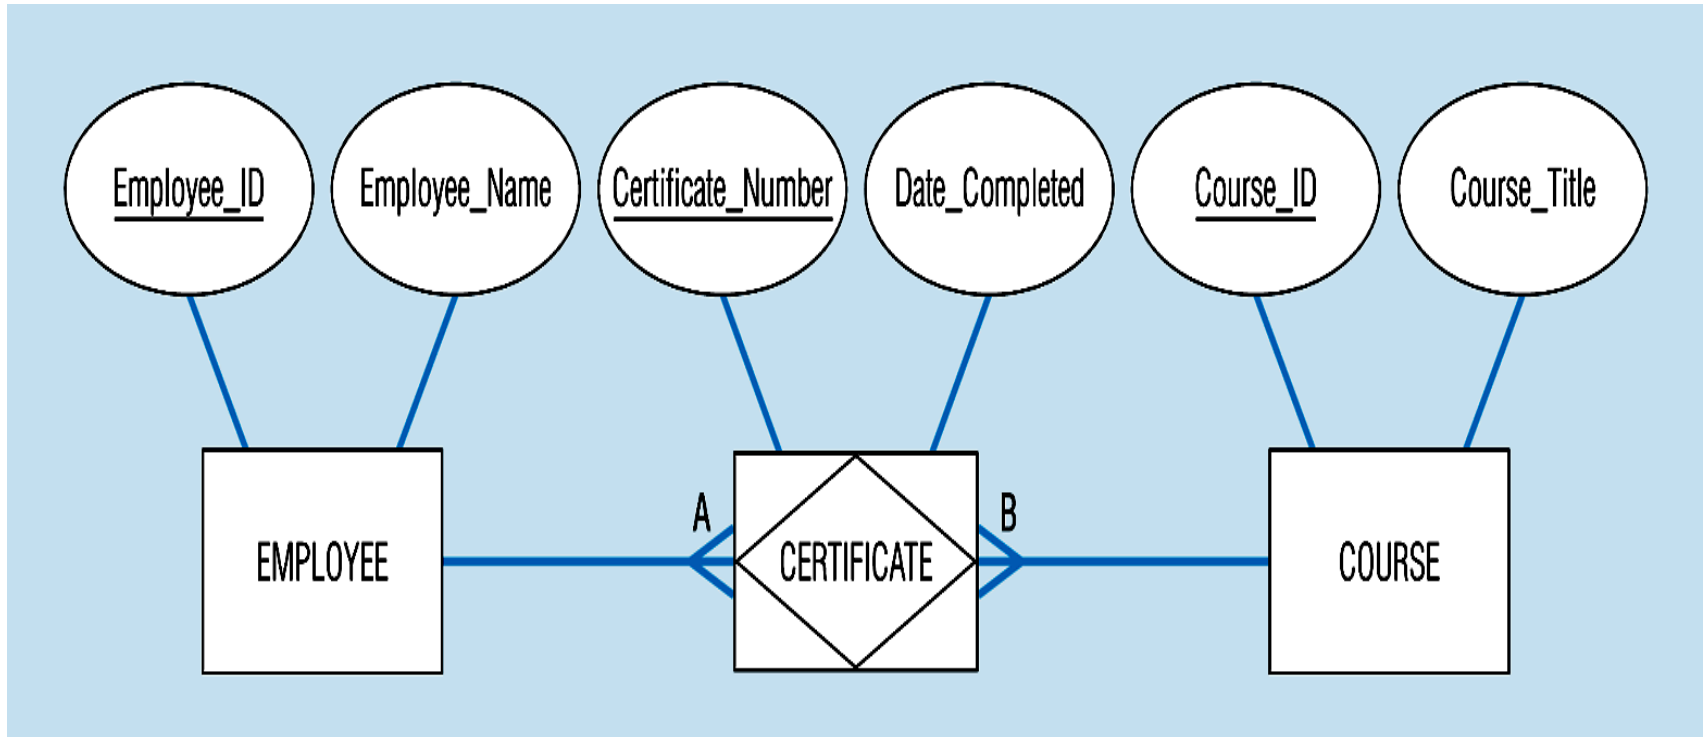 Employee_ID
Employee_Name
Certificate_Number
Date_Completed
Course_ID
Course_Title
A
B
EMPLOYEE
CERTIFICATE
COURSE